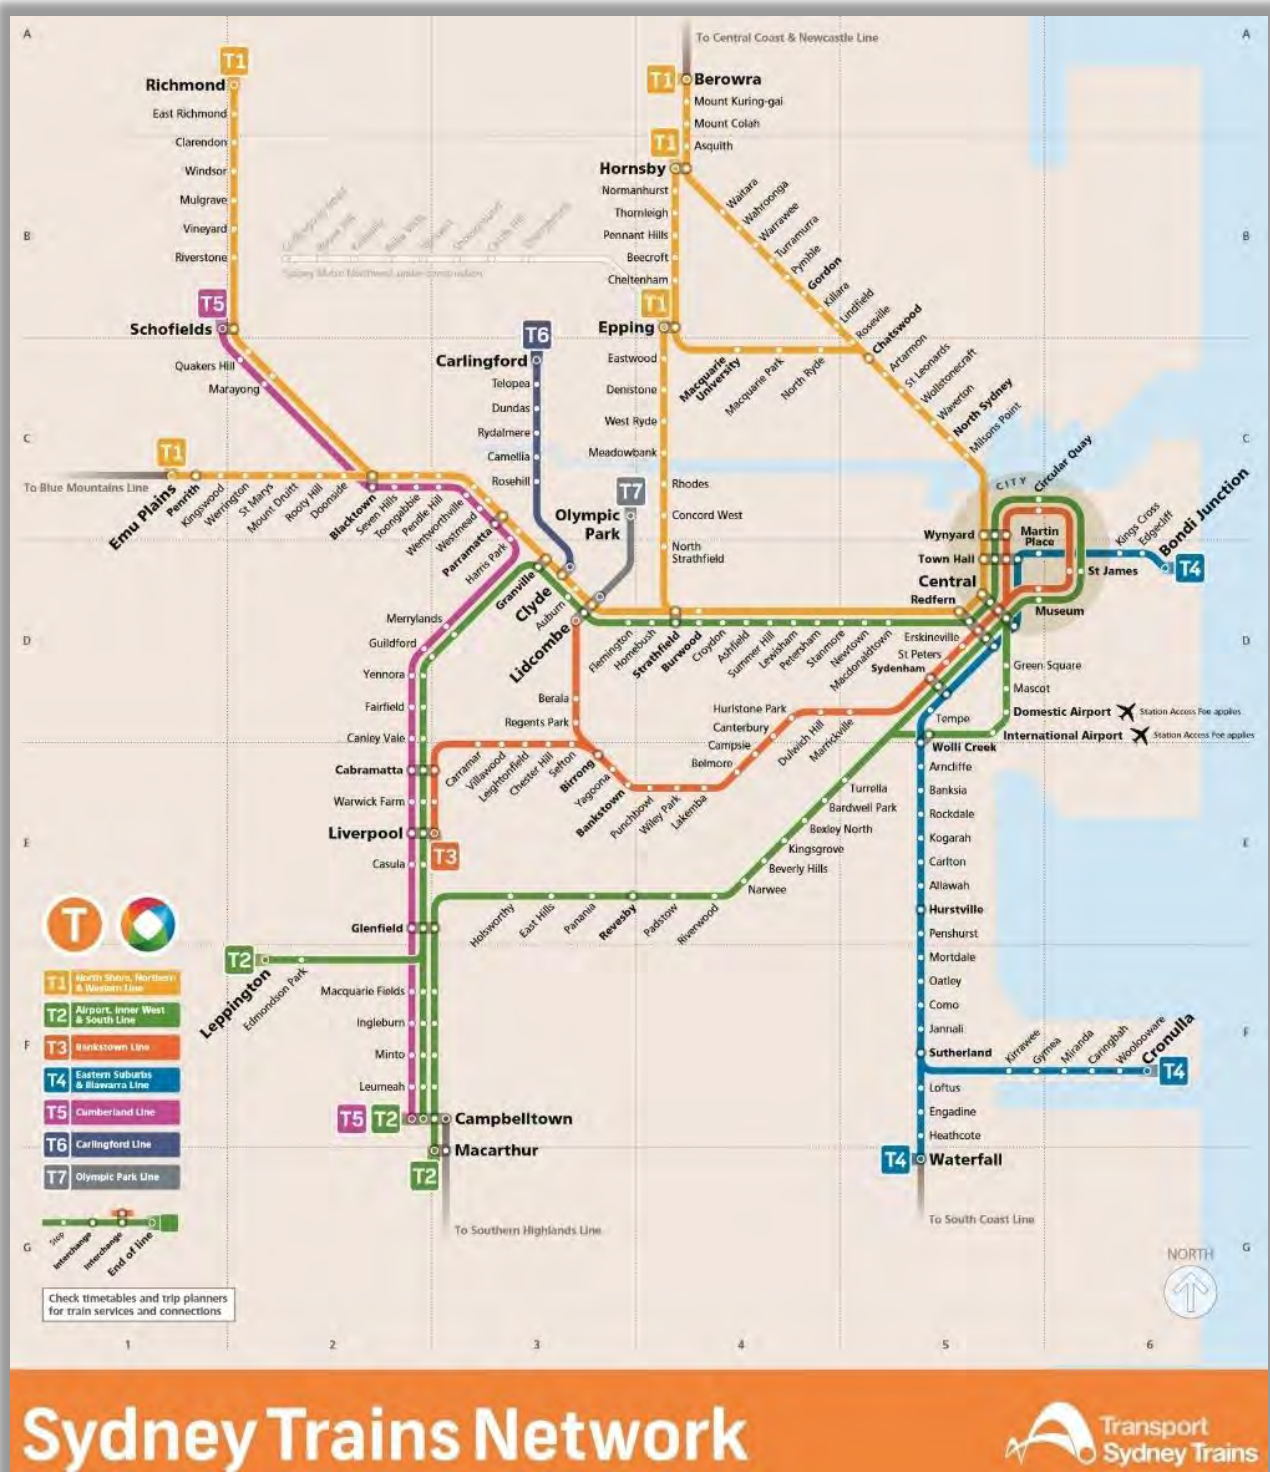 A
A
To Central Coast & Newcastle Line
T1
Richmond
East Richmond
Clarendon
Windsor
Mulgrave
Vineyard
Riverstone
T5
Schofields
Quakers Hill
Marayong
T1
Berowra
Mount Kuring-gai
Mount Colah
Asquith
T1
Hornsby
Normanhurst
Thornleigh
Pennant Hills
Beecroft
Cheltenham
T1
Epping
Waitara
Wahroonga
Warrawee
Turramurra
Pymble
Gordon
Killara
Lindfield
Roseville
Chatswood
Artarmon
St Leonards
Wollstonecraft
Waverton
North Sydney
Milsons Point
B
B
Sydney Metro Northwest under construction
Macquarie
University
Macquarie Park
North Ryde
Eastwood
Denistone
West Ryde
Meadowbank
Rhodes
Concord West
North
Strathfield
T6
Carlingford
Telopea
Dundas
Rydalmere
Camellia
Rosehill
T7
Olympic
Park
C
C
T1
To Blue Mountains Line
Emu Plains
Penrith
Kingswood
Werrington
St Marys
Mount Druitt
Rooty Hill
Doonside
Blacktown
Seven Hills
Toongabbie
Pendle Hill
Wentworthville
Westmead
Parramatta
Harris Park
Granville
Clyde
Auburn
Lidcombe
Flemington
Homebush
Strathfield
Burwood
Croydon
Ashfield
Summer Hill
Lewisham
Petersham
Stanmore
Newtown
Macdonaldtown
CITY
Circular Quay
Wynyard
Martin
Place
Town Hall
St James
Central
Museum
Redfern
Kings Cross
Edgecliff
Bondi Junction
T4
D
D
Erskineville
St Peters
Sydenham
Tempe
Wolli Creek
Green Square
Mascot
Domestic Airport
Station Access Fee applies
International Airport
Station Access Fee applies
Merrylands
Guildford
Yennora
Fairfield
Canley Vale
Cabramatta
Warwick Farm
Liverpool
T3
Casula
Glenfield
Berala
Regents Park
Carramar
Villawood
Leightonfield
Chester Hill
Sefton
Birrong
Yagoona
Bankstown
Punchbowl
Wiley Park
Lakemba
Belmore
Campsie
Canterbury
Hurlstone Park
Dulwich Hill
Marrickville
E
E
Turrella
Bardwell Park
Bexley North
Kingsgrove
Beverly Hills
Narwee
Riverwood
Padstow
Revesby
Panania
East Hills
Holsworthy
Arncliffe
Banksia
Rockdale
Kogarah
Carlton
Allawah
Hurstville
Penshurst
Mortdale
Oatley
Como
Jannali
Sutherland
Kirrawee
Gymea
Miranda
Caringbah
Woolooware
Cronulla
T4
Loftus
Engadine
Heathcote
T4
Waterfall
To South Coast Line
T2
Leppington
Edmondson Park
Macquarie Fields
Ingleburn
Minto
Leumeah
T5
T2
Campbelltown
Macarthur
T2
To Southern Highlands Line
F
F
T
T1 North Shore, Northern
& Western Line
T2 Airport, Inner West
& South Line
T3 Bankstown Line
T4 Eastern Suburbs
& Illawarra Line
T5 Cumberland Line
T6 Carlingford Line
T7 Olympic Park Line
Stop
Interchange
Interchange
End of line
G
G
NORTH
Check timetables and trip planners
for train services and connections
1
2
3
4
5
6
Sydney Trains Network
Transport
Sydney Trains